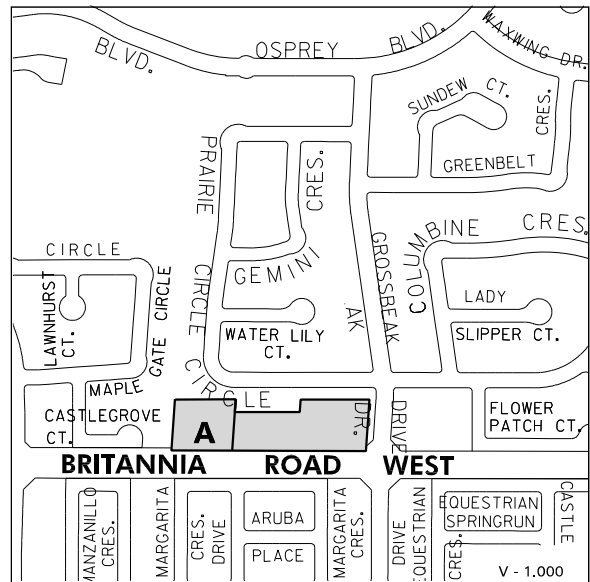 WAXWING DR.
BLVD.
OSPREY
BLVD.
SUNDEW CT.
CRES.
GREENBELT
PRAIRIE
CRES.
COLUMBINE CRES.
CIRCLE
GEMINI
GROSSBEAK
LAWNHURST
CT.
GATE CIRCLE
CIRCLE
LADY
AK
WATER LILY
CT.
SLIPPER CT.
MAPLE
CIRCLE
CASTLEGROVE
CT.
A
DR.
DRIVE
FLOWER
PATCH CT.
BRITANNIA ROAD WEST
MANZANILLO
CRES.
MARGARITA
CRES.
DRIVE
ARUBA
PLACE
MARGARITA
CRES.
DRIVE
EQUESTRIAN
EQUESTRIAN
SPRINGRUN
CRES.
CASTLE
V - 1.000